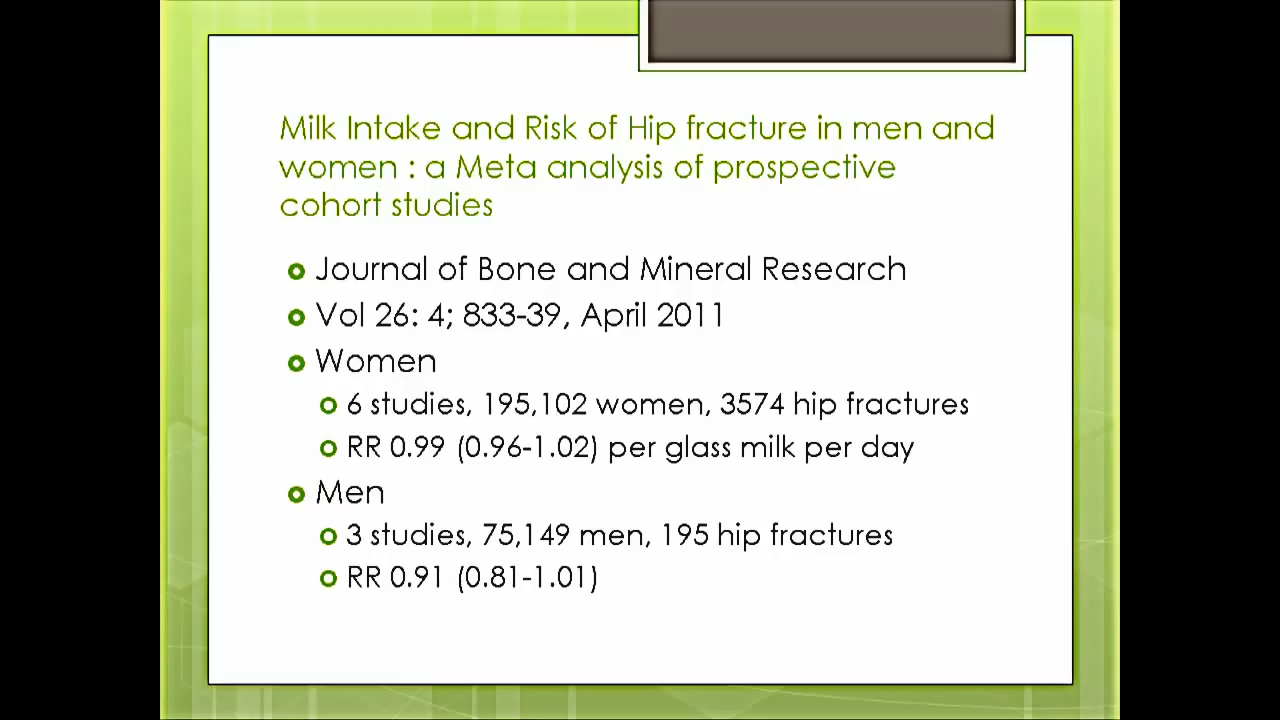 Milk Intake and Risk of Hip fracture in men and
women : a Meta analysis of prospective
cohort studies
Journal of Bone and Mineral Research
Vol 26: 4; 833-39, April 2011
Women
6 studies, 195,102 women, 3574 hip fractures
RR 0.99 (0.96-1.02) per glass milk per day
Men
3 studies, 75,149 men, 195 hip fractures
RR 0.91 (0.81-1.01)